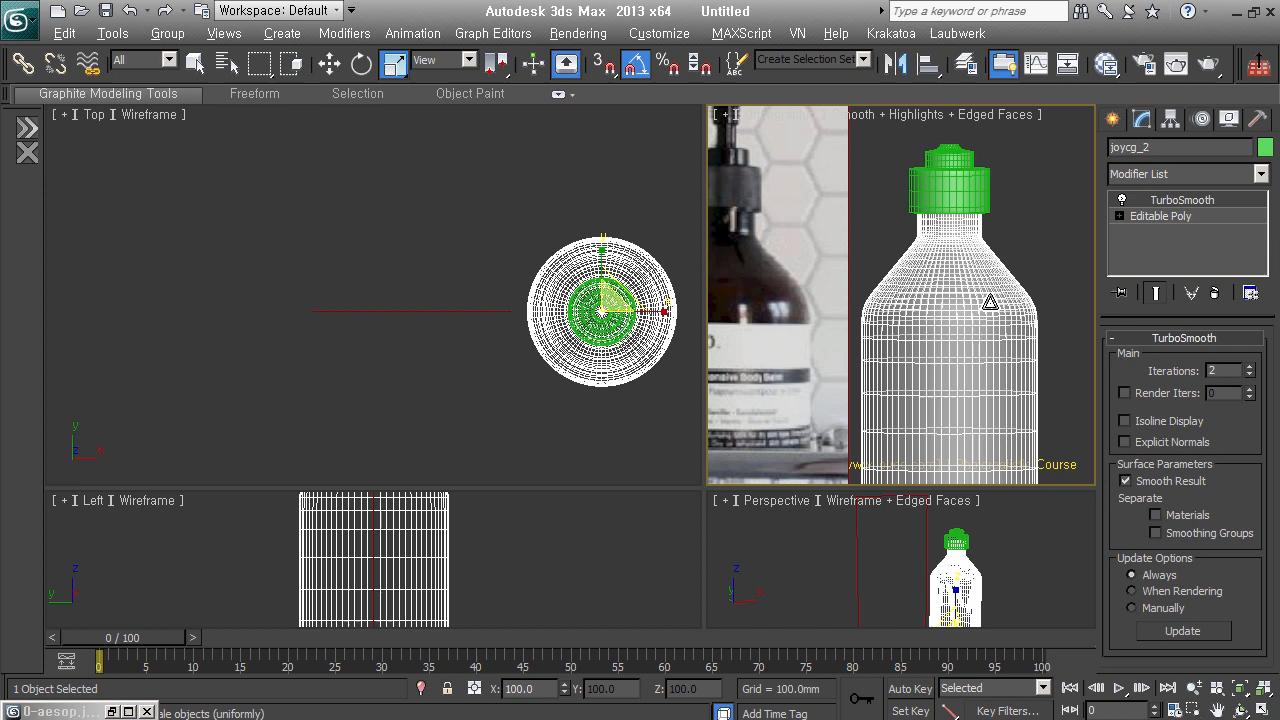 Workspace: Default
Autodesk 3ds Max 2013 x64 Untitled
Type a keyword or phrase
Edit Tools Group Views Create Modifiers Animation Graph Editors Rendering Customize MAXScript VN Help Krakatoa Laubwerk
All
View
3
Create Selection Set
Graphite Modeling Tools Freeform Selection Object Paint
[ + ] Top ] Wireframe ]
Smooth + Highlights + Edged Faces ]
joycg_2
Modifier List
TurboSmooth
Editable Poly
TurboSmooth
Main
Iterations: 2
Render Iters: 0
Isoline Display
Explicit Normals
Surface Parameters
Smooth Result
Separate
Materials
Smoothing Groups
Update Options
Always
When Rendering
Manually
Update
Course
[ + ] Left ] Wireframe ]
[ + ] Perspective ] Wireframe + Edged Faces ]
0 / 100
0 5 10 15 20 25 30 35 40 45 50 55 60 65 70 75 80 85 90 95 100
1 Object Selected
X: 100.0 Y: 100.0 Z: 100.0
Grid = 100.0mm
Auto Key
Selected
0-aesop.j...
ale objects (uniformly)
Add Time Tag
Set Key
Key Filters...
0